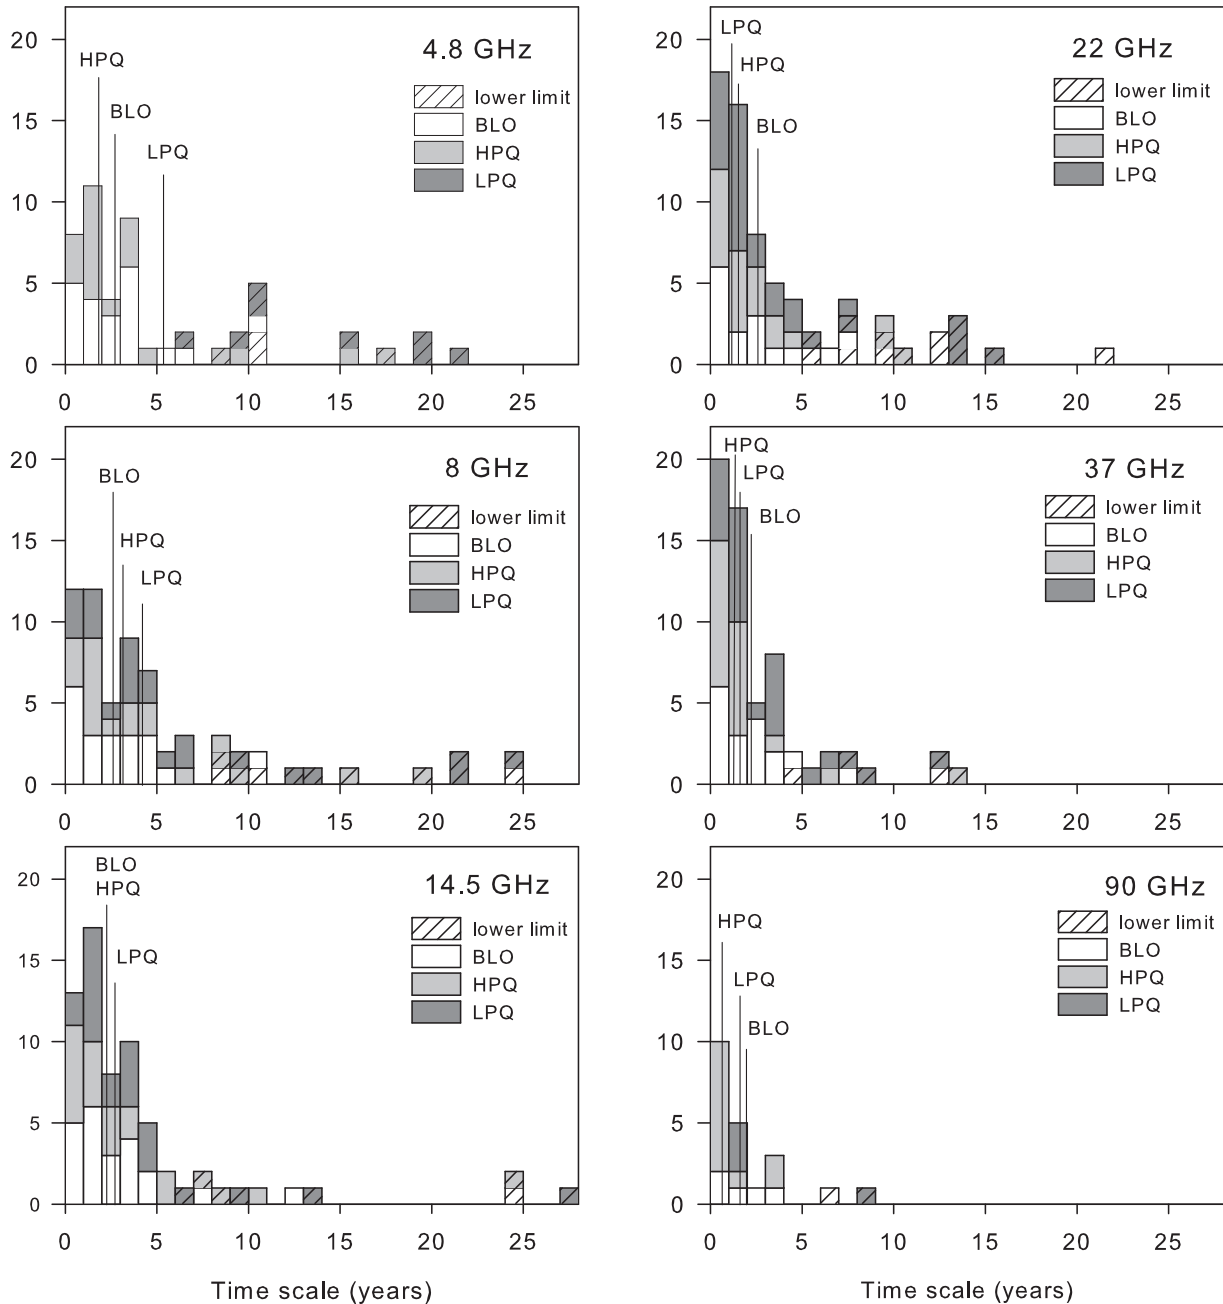 4.8 GHz
HPQ
BLO
LPQ
lower limit
BLO
HPQ
LPQ
20
15
10
5
0
0 5 10 15 20 25
22 GHz
LPQ
HPQ
BLO
lower limit
BLO
HPQ
LPQ
20
15
10
5
0
0 5 10 15 20 25
8 GHz
BLO
HPQ
LPQ
lower limit
BLO
HPQ
LPQ
20
15
10
5
0
0 5 10 15 20 25
37 GHz
HPQ
LPQ
BLO
lower limit
BLO
HPQ
LPQ
20
15
10
5
0
0 5 10 15 20 25
14.5 GHz
BLO
HPQ
LPQ
lower limit
BLO
HPQ
LPQ
20
15
10
5
0
0 5 10 15 20 25
Time scale (years)
90 GHz
HPQ
LPQ
BLO
lower limit
BLO
HPQ
LPQ
20
15
10
5
0
0 5 10 15 20 25
Time scale (years)